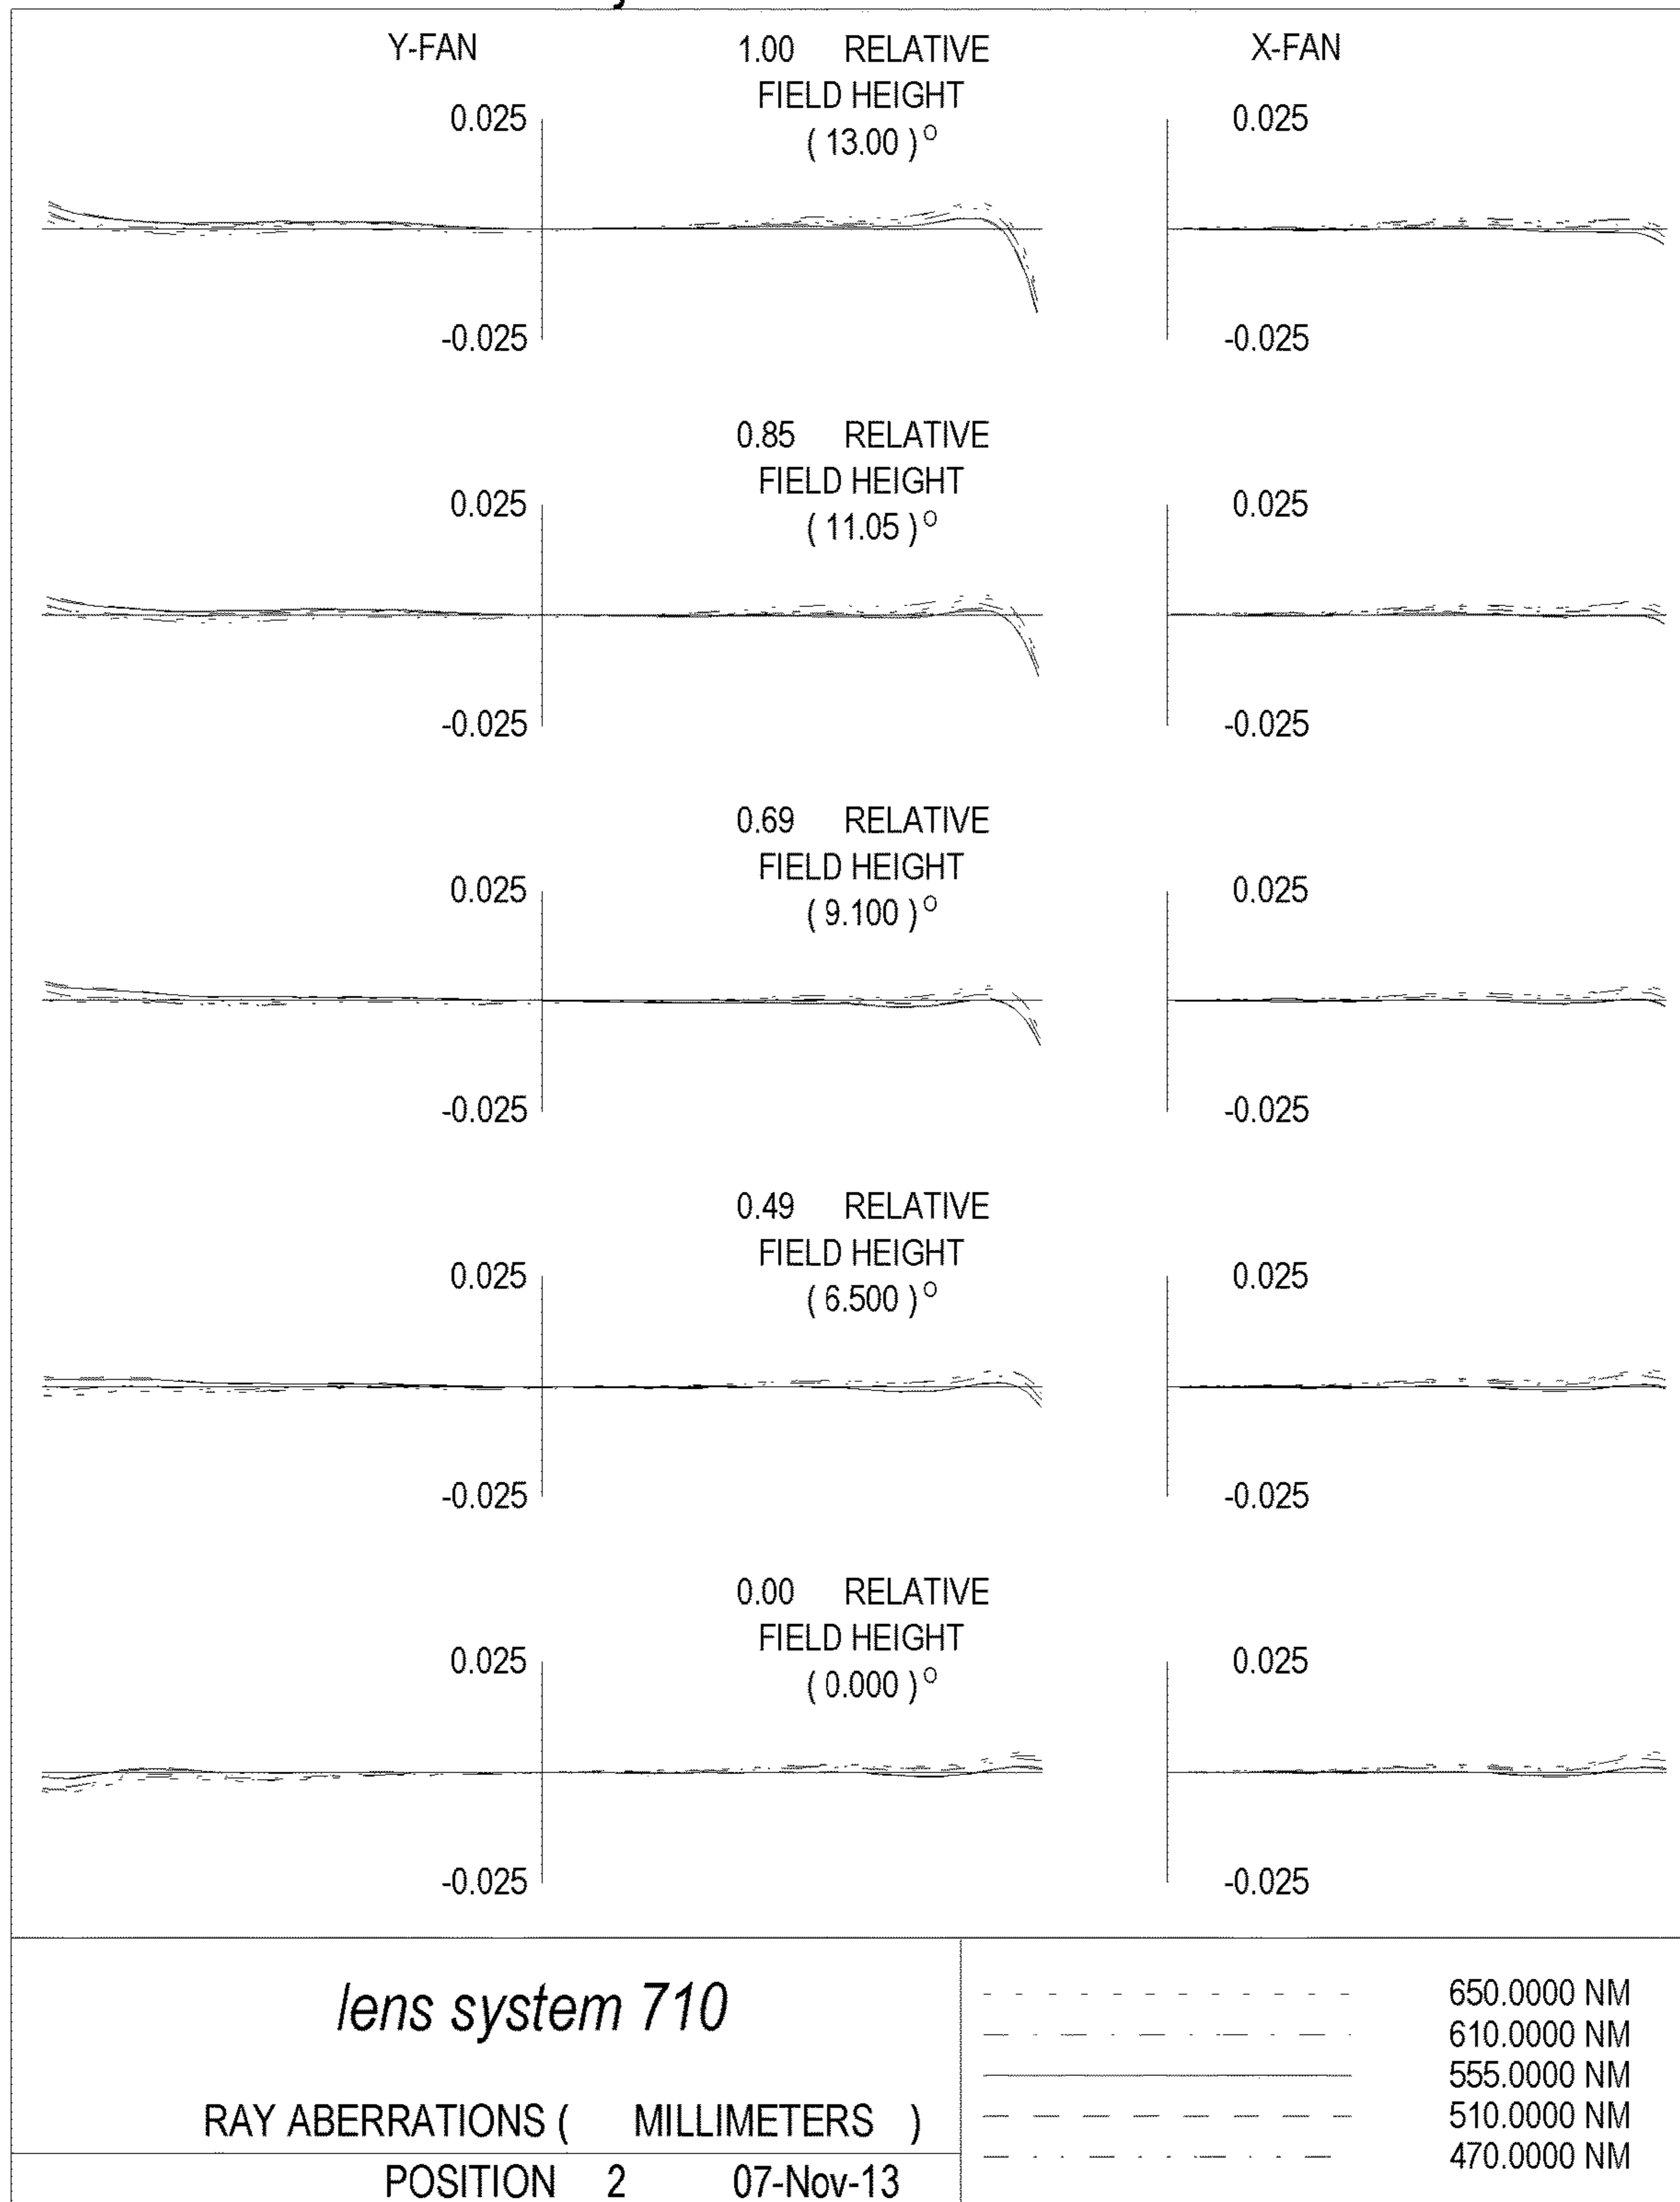 Y-FAN 1.00 RELATIVE X-FAN
FIELD HEIGHT
0.025 ( 13.00 )° 0.025
-0.025 -0.025
0.85 RELATIVE
FIELD HEIGHT
0.025 ( 11.05 )° 0.025
-0.025 -0.025
0.69 RELATIVE
FIELD HEIGHT
0.025 ( 9.100 )° 0.025
-0.025 -0.025
0.49 RELATIVE
FIELD HEIGHT
0.025 ( 6.500 )° 0.025
-0.025 -0.025
0.00 RELATIVE
FIELD HEIGHT
0.025 ( 0.000 )° 0.025
-0.025 -0.025
lens system 710
RAY ABERRATIONS ( MILLIMETERS )
POSITION 2 07-Nov-13
650.0000 NM
610.0000 NM
555.0000 NM
510.0000 NM
470.0000 NM